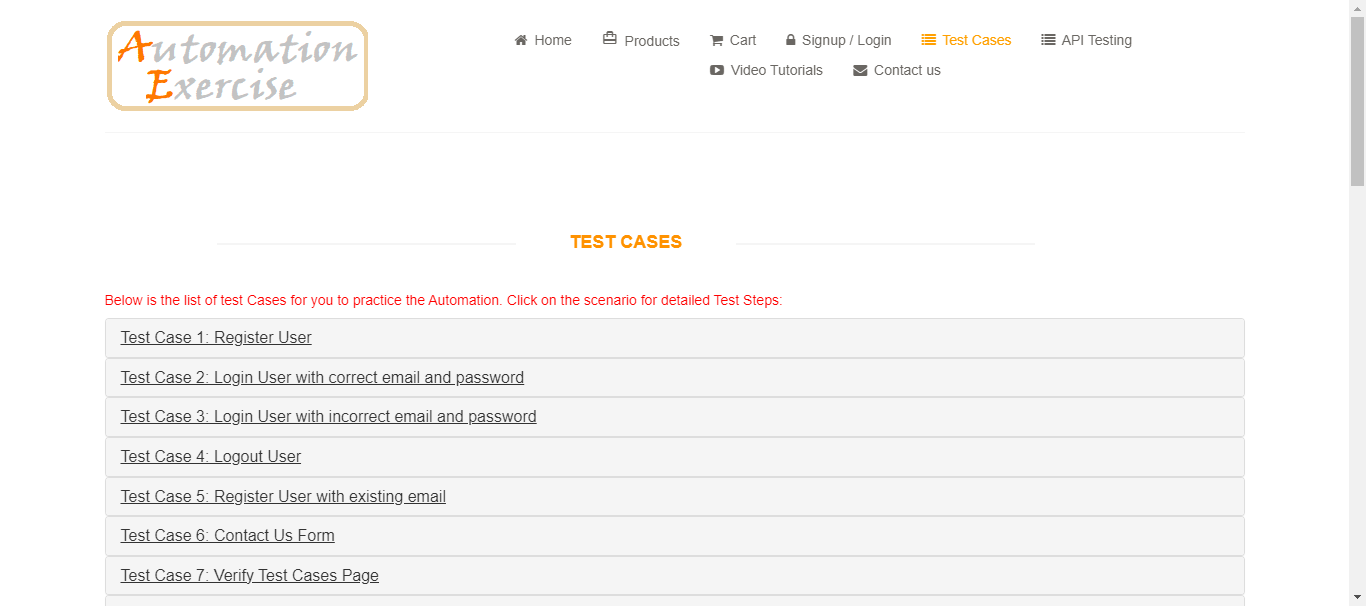 Automation
Exercise
Home Products Cart Signup / Login Test Cases API Testing
Video Tutorials Contact us
TEST CASES
Below is the list of test Cases for you to practice the Automation. Click on the scenario for detailed Test Steps:
Test Case 1: Register User
Test Case 2: Login User with correct email and password
Test Case 3: Login User with incorrect email and password
Test Case 4: Logout User
Test Case 5: Register User with existing email
Test Case 6: Contact Us Form
Test Case 7: Verify Test Cases Page